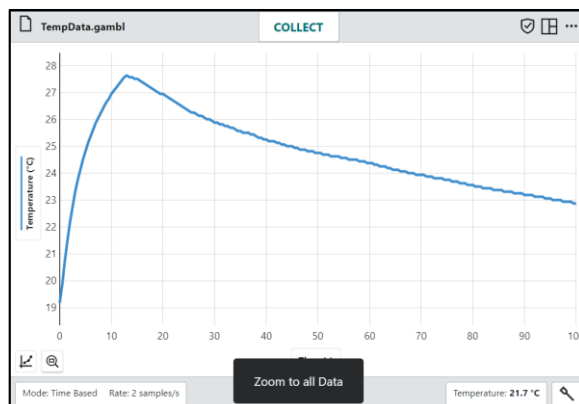 TempData.gambl
COLLECT
28
27
26
25
24
23
22
21
20
19
Temperature (°C)
0 10 20 30 40 50 60 70 80 90 100
Zoom to all Data
Mode: Time Based Rate: 2 samples/s
Temperature: 21.7 °C